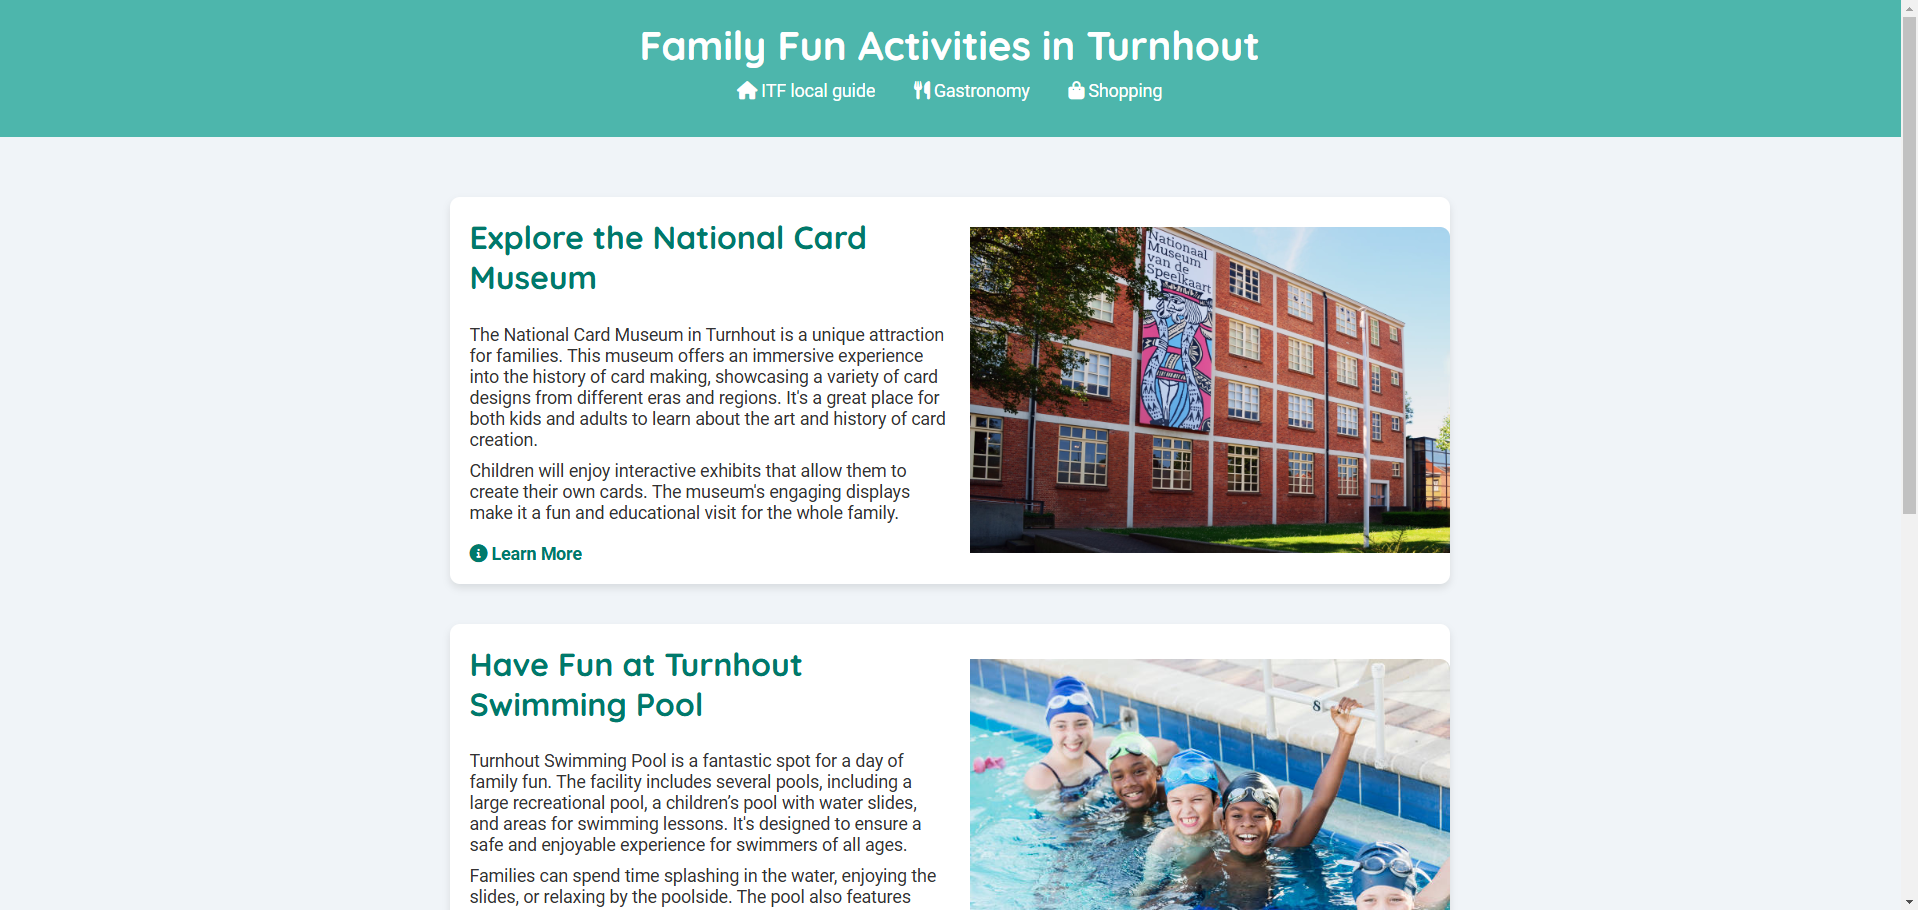 Family Fun Activities in Turnhout
ITF local guide Gastronomy Shopping
Explore the National Card
Museum
The National Card Museum in Turnhout is a unique attraction
for families. This museum offers an immersive experience
into the history of card making, showcasing a variety of card
designs from different eras and regions. It's a great place for
both kids and adults to learn about the art and history of card
creation.
Children will enjoy interactive exhibits that allow them to
create their own cards. The museum's engaging displays
make it a fun and educational visit for the whole family.
Learn More
Nationaal
Museum
van de
Speelkaart
Have Fun at Turnhout
Swimming Pool
Turnhout Swimming Pool is a fantastic spot for a day of
family fun. The facility includes several pools, including a
large recreational pool, a children’s pool with water slides,
and areas for swimming lessons. It's designed to ensure a
safe and enjoyable experience for swimmers of all ages.
Families can spend time splashing in the water, enjoying the
slides, or relaxing by the poolside. The pool also features
8